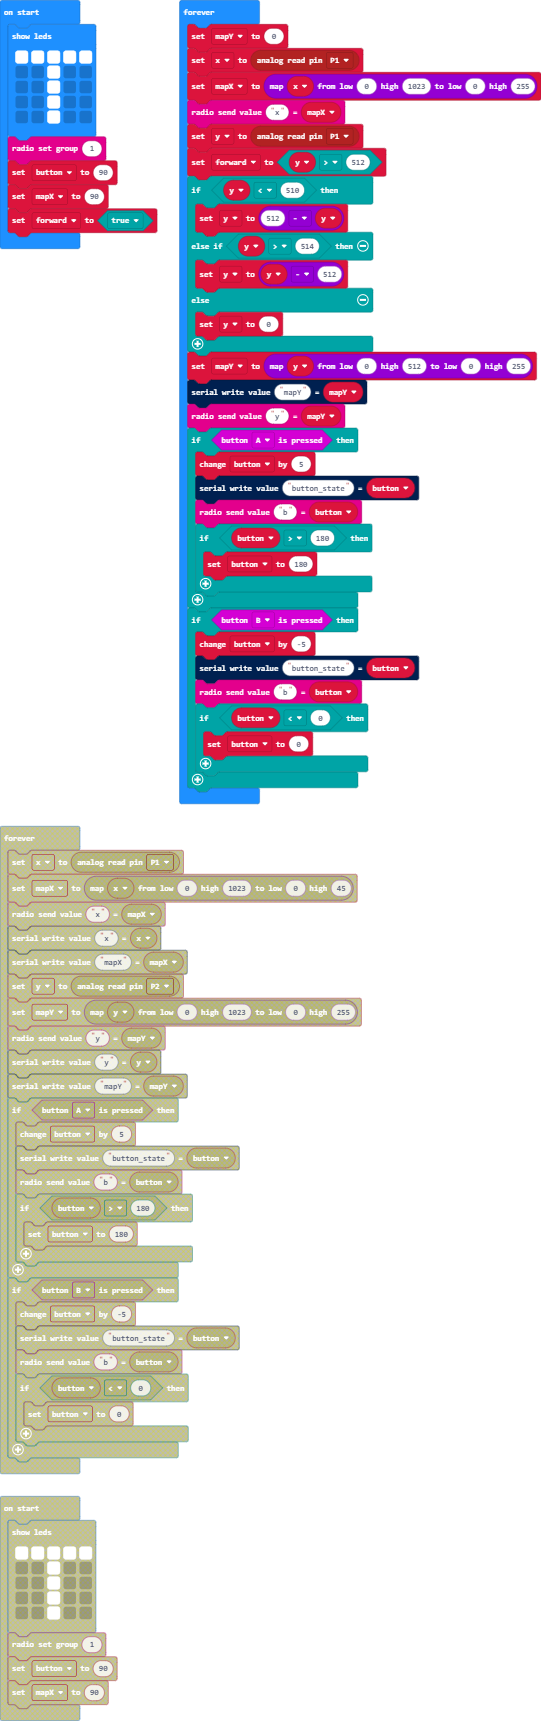 on start
show leds
radio set group 1
set button to 90
set mapX to 90
set forward to true
forever
set mapY to 0
set x to analog read pin P1
set mapX to map x from low 0 high 1023 to low 0 high 255
radio send value "x" = mapX
set y to analog read pin P1
set forward to y > 512
if y < 510 then
set y to 512 - y
else if y > 514 then
set y to y - 512
else
set y to 0
set mapY to map y from low 0 high 512 to low 0 high 255
serial write value "mapY" = mapY
radio send value "y" = mapY
if button A is pressed then
change button by 5
serial write value "button_state" = button
radio send value "b" = button
if button > 180 then
set button to 180
if button B is pressed then
change button by -5
serial write value "button_state" = button
radio send value "b" = button
if button < 0 then
set button to 0
forever
set x to analog read pin P1
set mapX to map x from low 0 high 1023 to low 0 high 45
radio send value "x" = mapX
serial write value "x" = x
serial write value "mapX" = mapX
set y to analog read pin P2
set mapY to map y from low 0 high 1023 to low 0 high 255
radio send value "y" = mapY
serial write value "y" = y
serial write value "mapY" = mapY
if button A is pressed then
change button by 5
serial write value "button_state" = button
radio send value "b" = button
if button > 180 then
set button to 180
if button B is pressed then
change button by -5
serial write value "button_state" = button
radio send value "b" = button
if button < 0 then
set button to 0
on start
show leds
radio set group 1
set button to 90
set mapX to 90